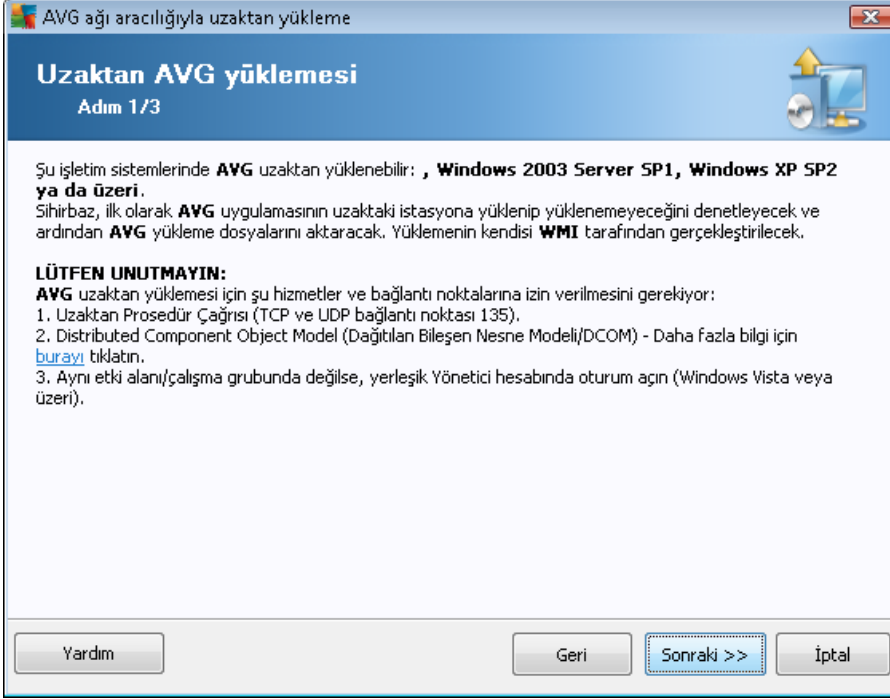 AVG ağı aracılığıyla uzaktan yükleme
Uzaktan AVG yüklemesi
Adım 1/3
Şu işletim sistemlerinde AVG uzaktan yüklenebilir: , Windows 2003 Server SP1, Windows XP SP2
ya da üzeri.
Sihirbaz, ilk olarak AVG uygulamasının uzaktaki istasyona yüklenip yüklenemeyeceğini denetleyecek ve
ardından AVG yükleme dosyalarını aktaracak. Yüklemenin kendisi WMI tarafından gerçekleştirilecek.
LÜTFEN UNUTMAYIN:
AVG uzaktan yüklemesi için şu hizmetler ve bağlantı noktalarına izin verilmesini gerekiyor:
1. Uzaktan Prosedür Çağrısı (TCP ve UDP bağlantı noktası 135).
2. Distributed Component Object Model (Dağıtılan Bileşen Nesne Modeli/DCOM) - Daha fazla bilgi için
burayı tıklatın.
3. Aynı etki alanı/çalışma grubunda değilse, yerleşik Yönetici hesabında oturum açın (Windows Vista veya
üzeri).
Yardım
Geri
Sonraki >>
İptal